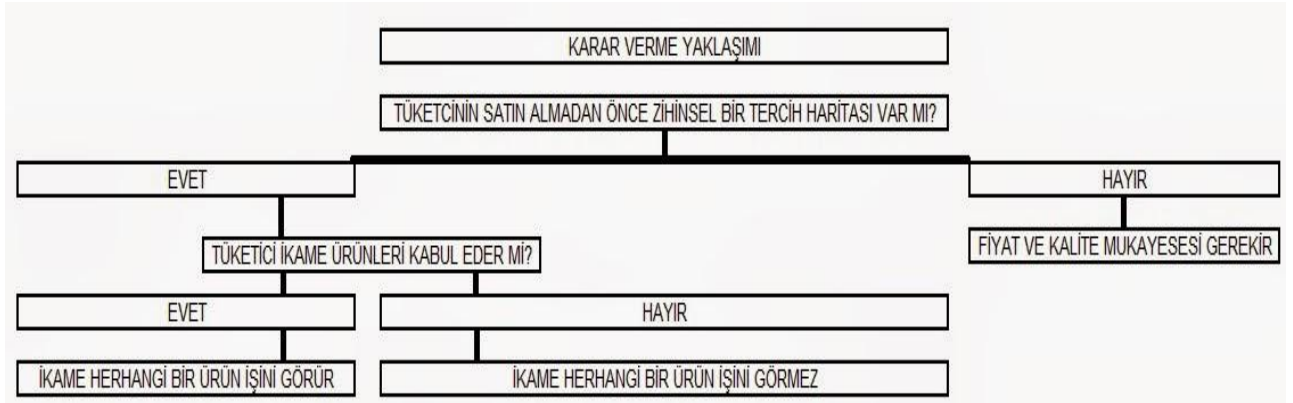 KARAR VERME YAKLAŞIMI
TÜKETCİNİN SATIN ALMADAN ÖNCE ZİHİNSEL BİR TERCİH HARİTASI VAR MI?
EVET
HAYIR
TÜKETİCİ İKAME ÜRÜNLERİ KABUL EDER Mİ?
FİYAT VE KALİTE MUKAYESESİ GEREKİR
EVET
HAYIR
İKAME HERHANGİ BİR ÜRÜN İŞİNİ GÖRÜR
İKAME HERHANGİ BİR ÜRÜN İŞİNİ GÖRMEZ